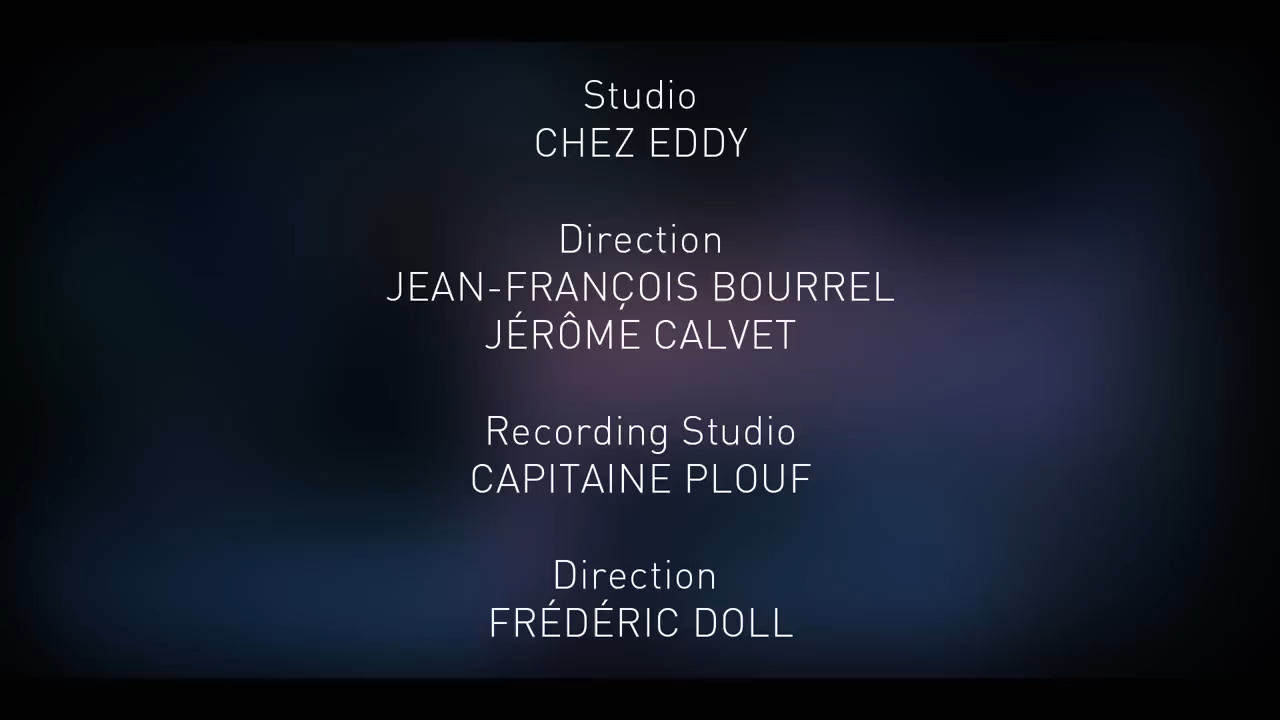 Studio
CHEZ EDDY
Direction
JEAN-FRANÇOIS BOURREL
JÉRÔME CALVET
Recording Studio
CAPITAINE PLOUF
Direction
FRÉDÉRIC DOLL